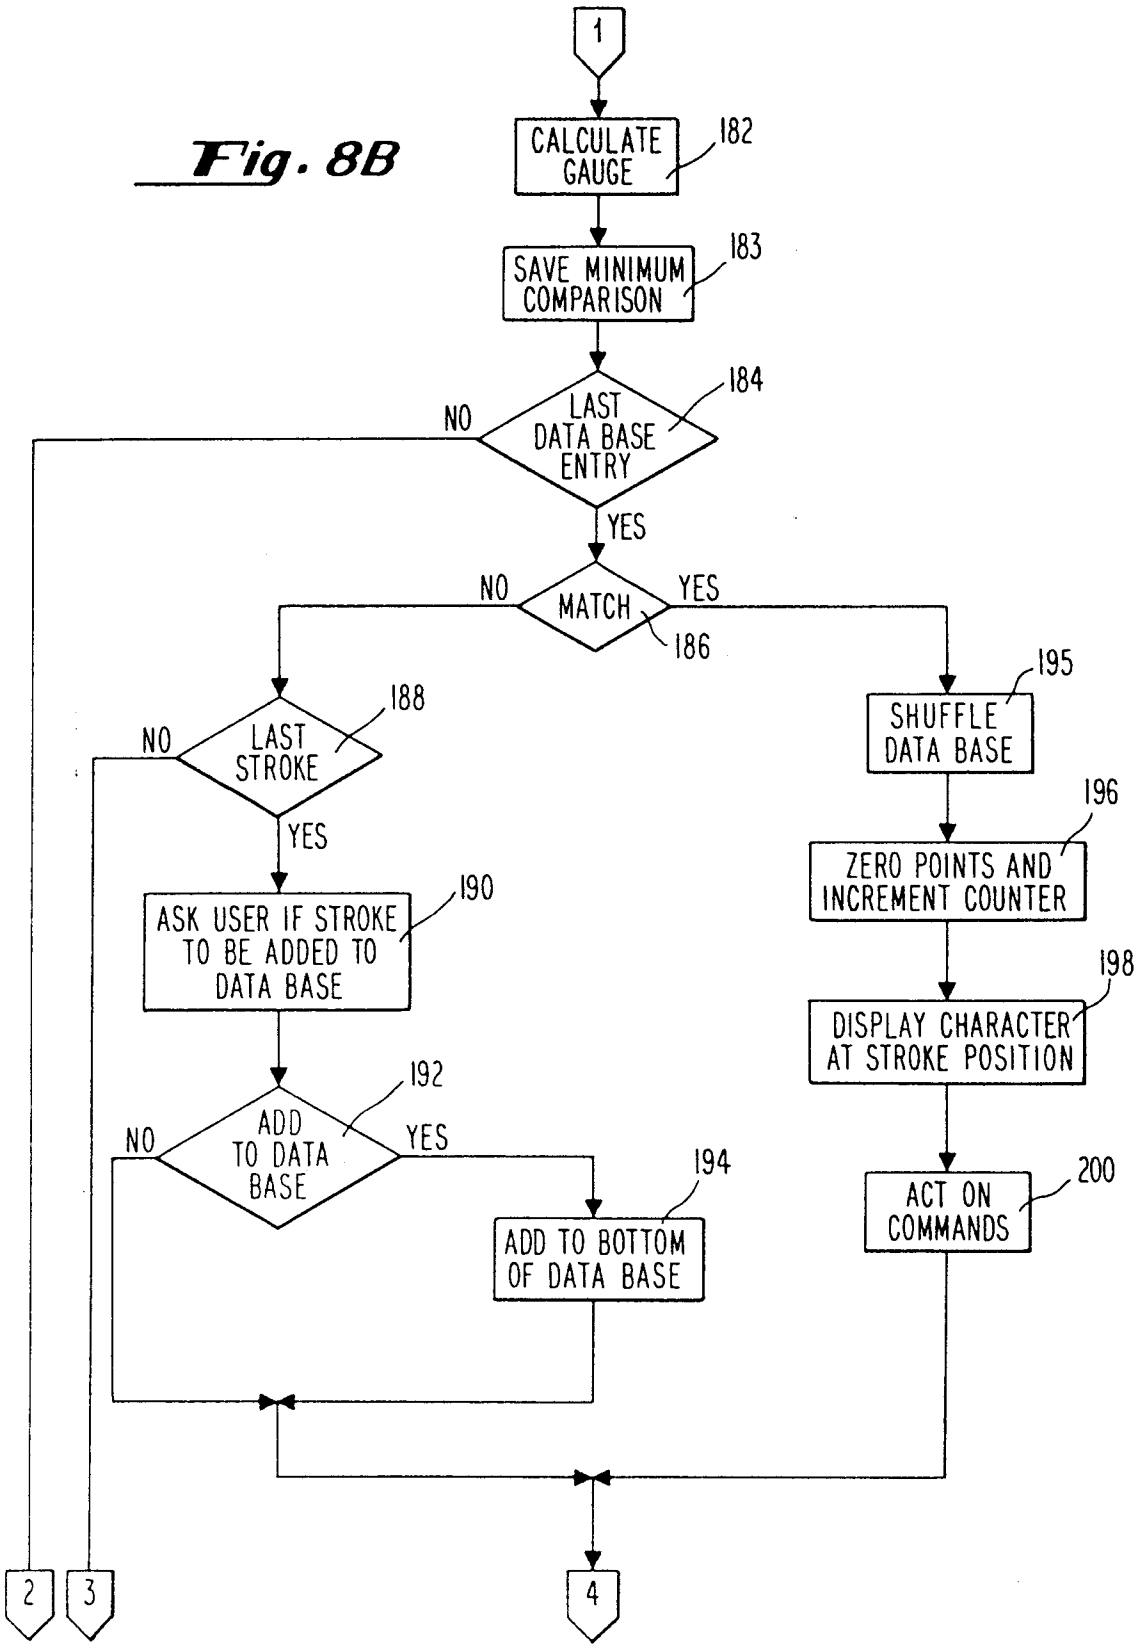 1
Fig. 8B
CALCULATE
GAUGE
182
SAVE MINIMUM
COMPARISON
183
LAST
DATA BASE
ENTRY
184
NO
YES
MATCH
186
NO
YES
LAST
STROKE
188
NO
YES
SHUFFLE
DATA BASE
195
ZERO POINTS AND
INCREMENT COUNTER
196
ASK USER IF STROKE
TO BE ADDED TO
DATA BASE
190
DISPLAY CHARACTER
AT STROKE POSITION
198
ADD
TO DATA
BASE
192
NO
YES
ADD TO BOTTOM
OF DATA BASE
194
ACT ON
COMMANDS
200
2
3
4